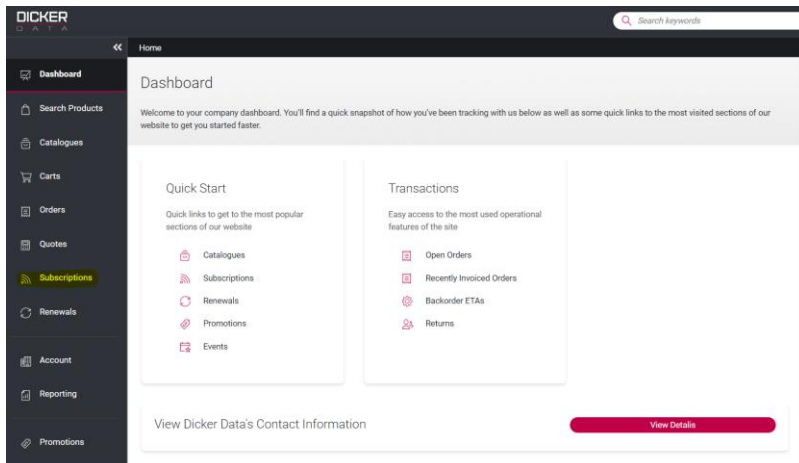 DICKER
DATA
Search keywords
Home
Dashboard
Search Products
Catalogues
Carts
Orders
Quotes
Subscriptions
Renewals
Account
Reporting
Promotions
Dashboard
Welcome to your company dashboard. You'll find a quick snapshot of how you've been tracking with us below as well as some quick links to the most visited sections of our
website to get you started faster.
Quick Start
Quick links to get to the most popular
sections of our website
Catalogues
Subscriptions
Renewals
Promotions
Events
Transactions
Easy access to the most used operational
features of the site
Open Orders
Recently Invoiced Orders
Backorder ETAs
Returns
View Dicker Data's Contact Information
View Details